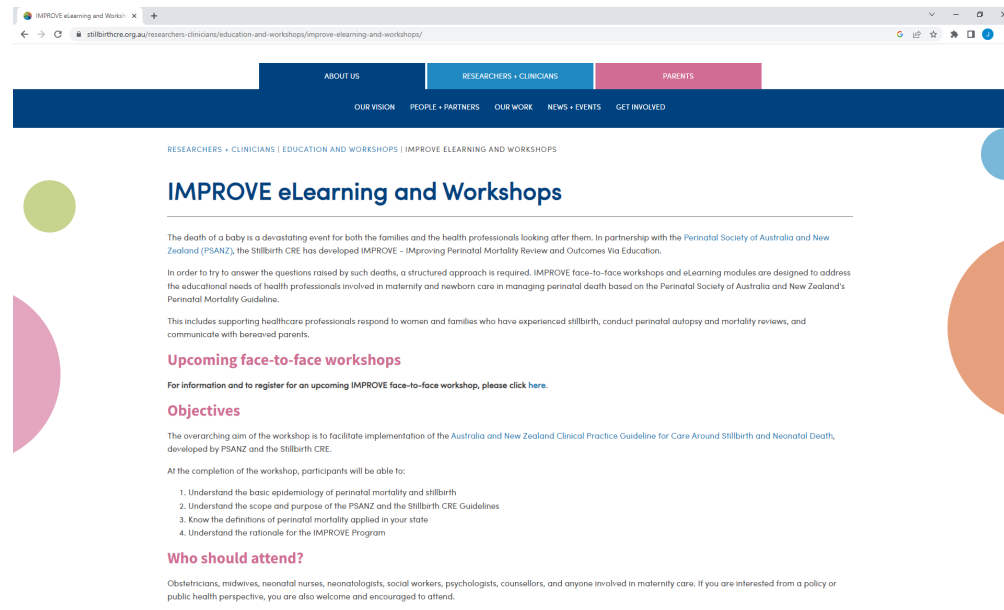 IMPROVE eLearning and Worksh
stillbirthcre.org.au/researchers-clinicians/education-and-workshops/improve-elearning-and-workshops/
ABOUT US
RESEARCHERS + CLINICIANS
PARENTS
OUR VISION PEOPLE + PARTNERS OUR WORK NEWS + EVENTS GET INVOLVED
RESEARCHERS + CLINICIANS | EDUCATION AND WORKSHOPS | IMPROVE ELEARNING AND WORKSHOPS
IMPROVE eLearning and Workshops
The death of a baby is a devastating event for both the families and the health professionals looking after them. In partnership with the Perinatal Society of Australia and New
Zealand (PSANZ), the Stillbirth CRE has developed IMPROVE – IMproving Perinatal Mortality Review and Outcomes Via Education.
In order to try to answer the questions raised by such deaths, a structured approach is required. IMPROVE face-to-face workshops and eLearning modules are designed to address
the educational needs of health professionals involved in maternity and newborn care in managing perinatal death based on the Perinatal Society of Australia and New Zealand's
Perinatal Mortality Guideline.
This includes supporting healthcare professionals respond to women and families who have experienced stillbirth, conduct perinatal autopsy and mortality reviews, and
communicate with bereaved parents.
Upcoming face-to-face workshops
For information and to register for an upcoming IMPROVE face-to-face workshop, please click here.
Objectives
The overarching aim of the workshop is to facilitate implementation of the Australia and New Zealand Clinical Practice Guideline for Care Around Stillbirth and Neonatal Death,
developed by PSANZ and the Stillbirth CRE.
At the completion of the workshop, participants will be able to:
1. Understand the basic epidemiology of perinatal mortality and stillbirth
2. Understand the scope and purpose of the PSANZ and the Stillbirth CRE Guidelines
3. Know the definitions of perinatal mortality applied in your state
4. Understand the rationale for the IMPROVE Program
Who should attend?
Obstetricians, midwives, neonatal nurses, neonatologists, social workers, psychologists, counsellors, and anyone involved in maternity care. If you are interested from a policy or
public health perspective, you are also welcome and encouraged to attend.